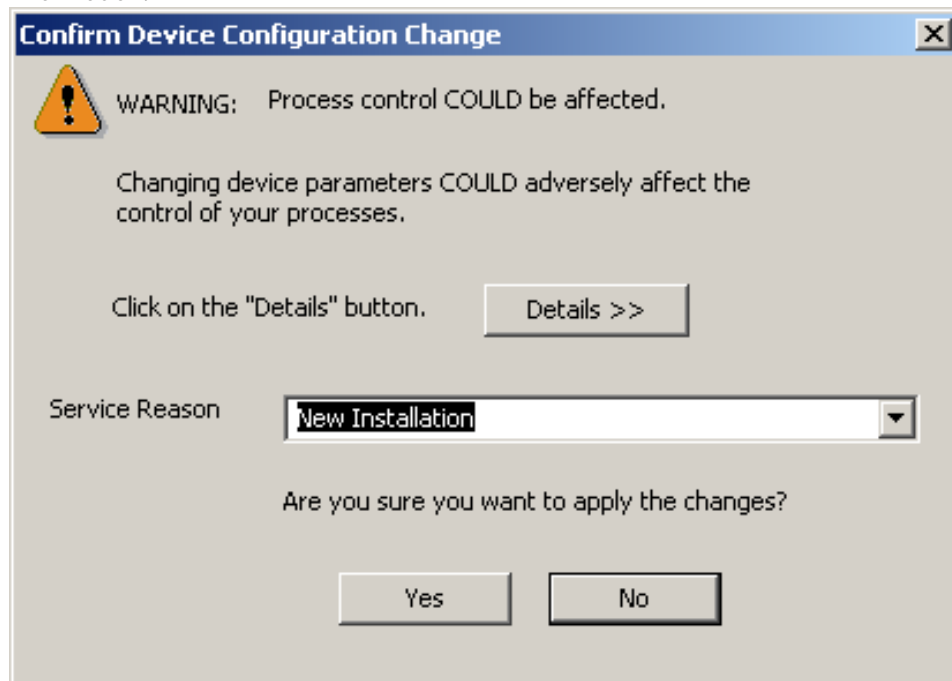 Confirm Device Configuration Change
WARNING: Process control COULD be affected.
Changing device parameters COULD adversely affect the
control of your processes.
Click on the "Details" button. Details >>
Service Reason New Installation
Are you sure you want to apply the changes?
Yes No